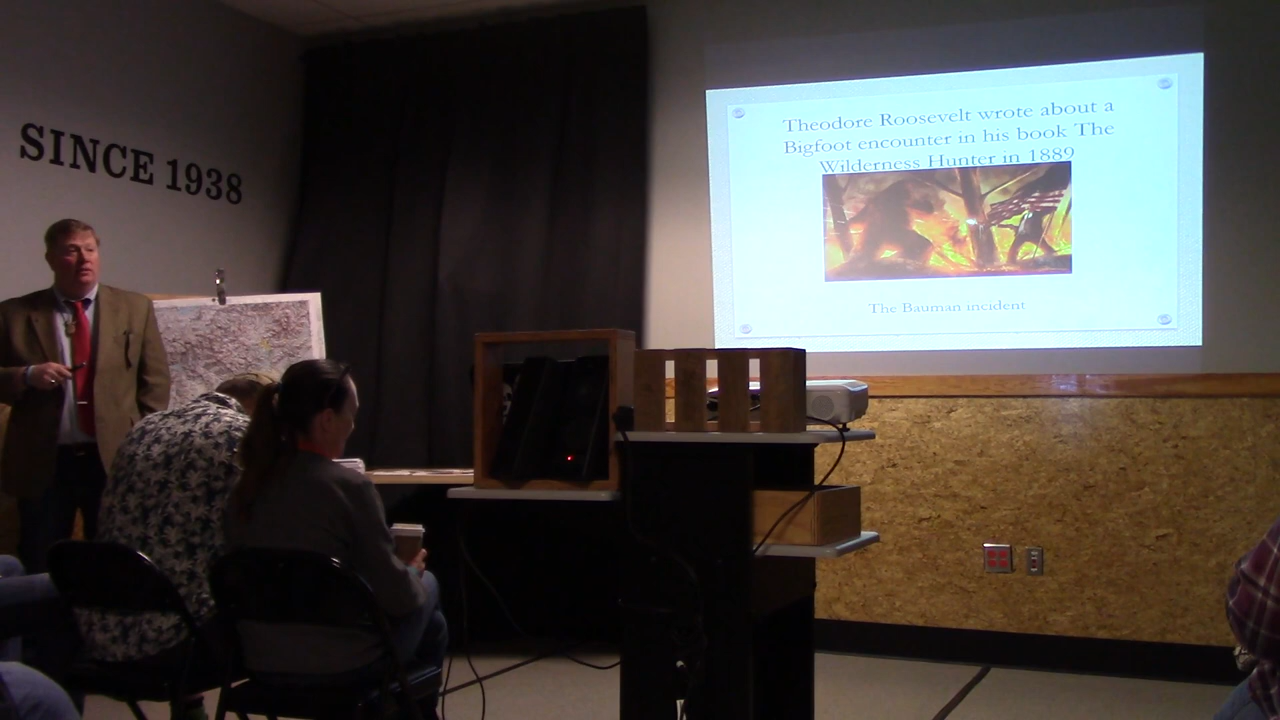 SINCE 1938
Theodore Roosevelt wrote about a
Bigfoot encounter in his book The
Wilderness Hunter in 1889
The Bauman incident